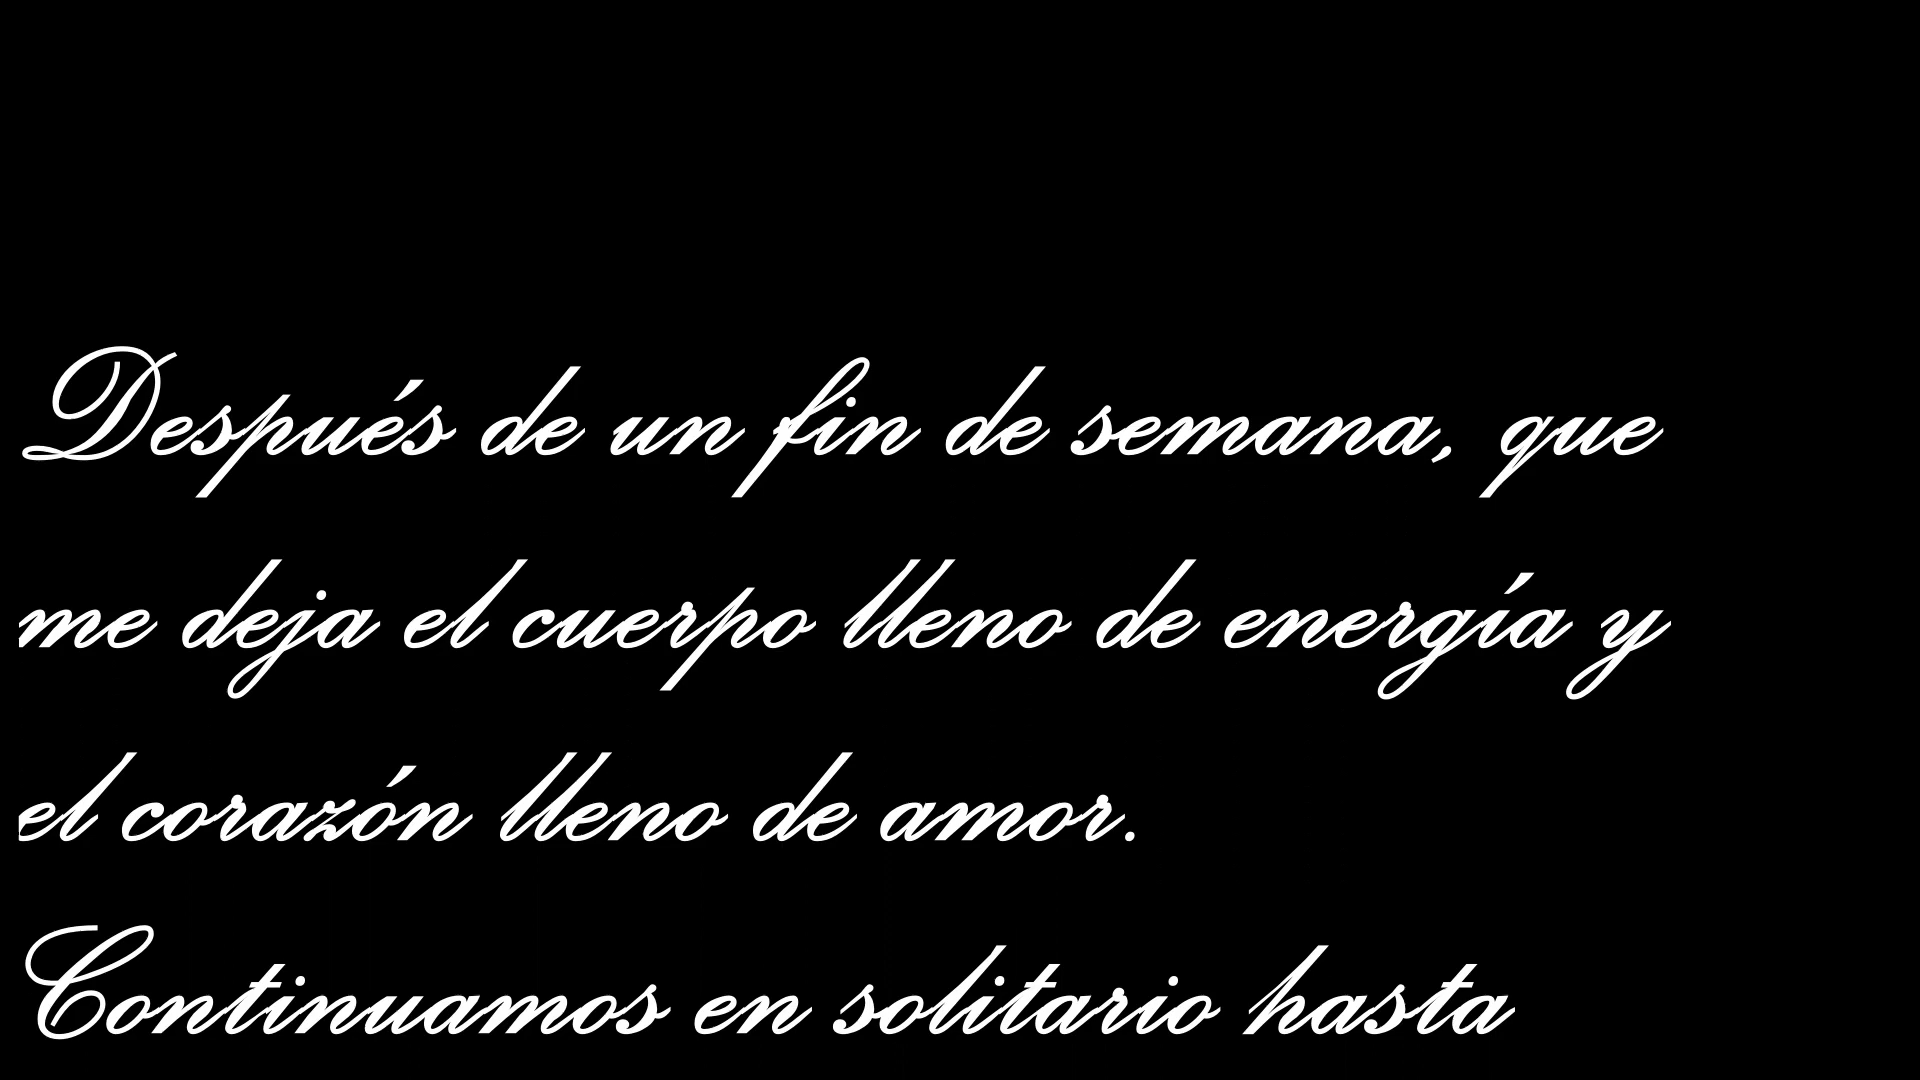 Después de un fin de semana, que
me deja el cuerpo lleno de energía y
el corazón lleno de amor.
Continuamos en solitario hasta